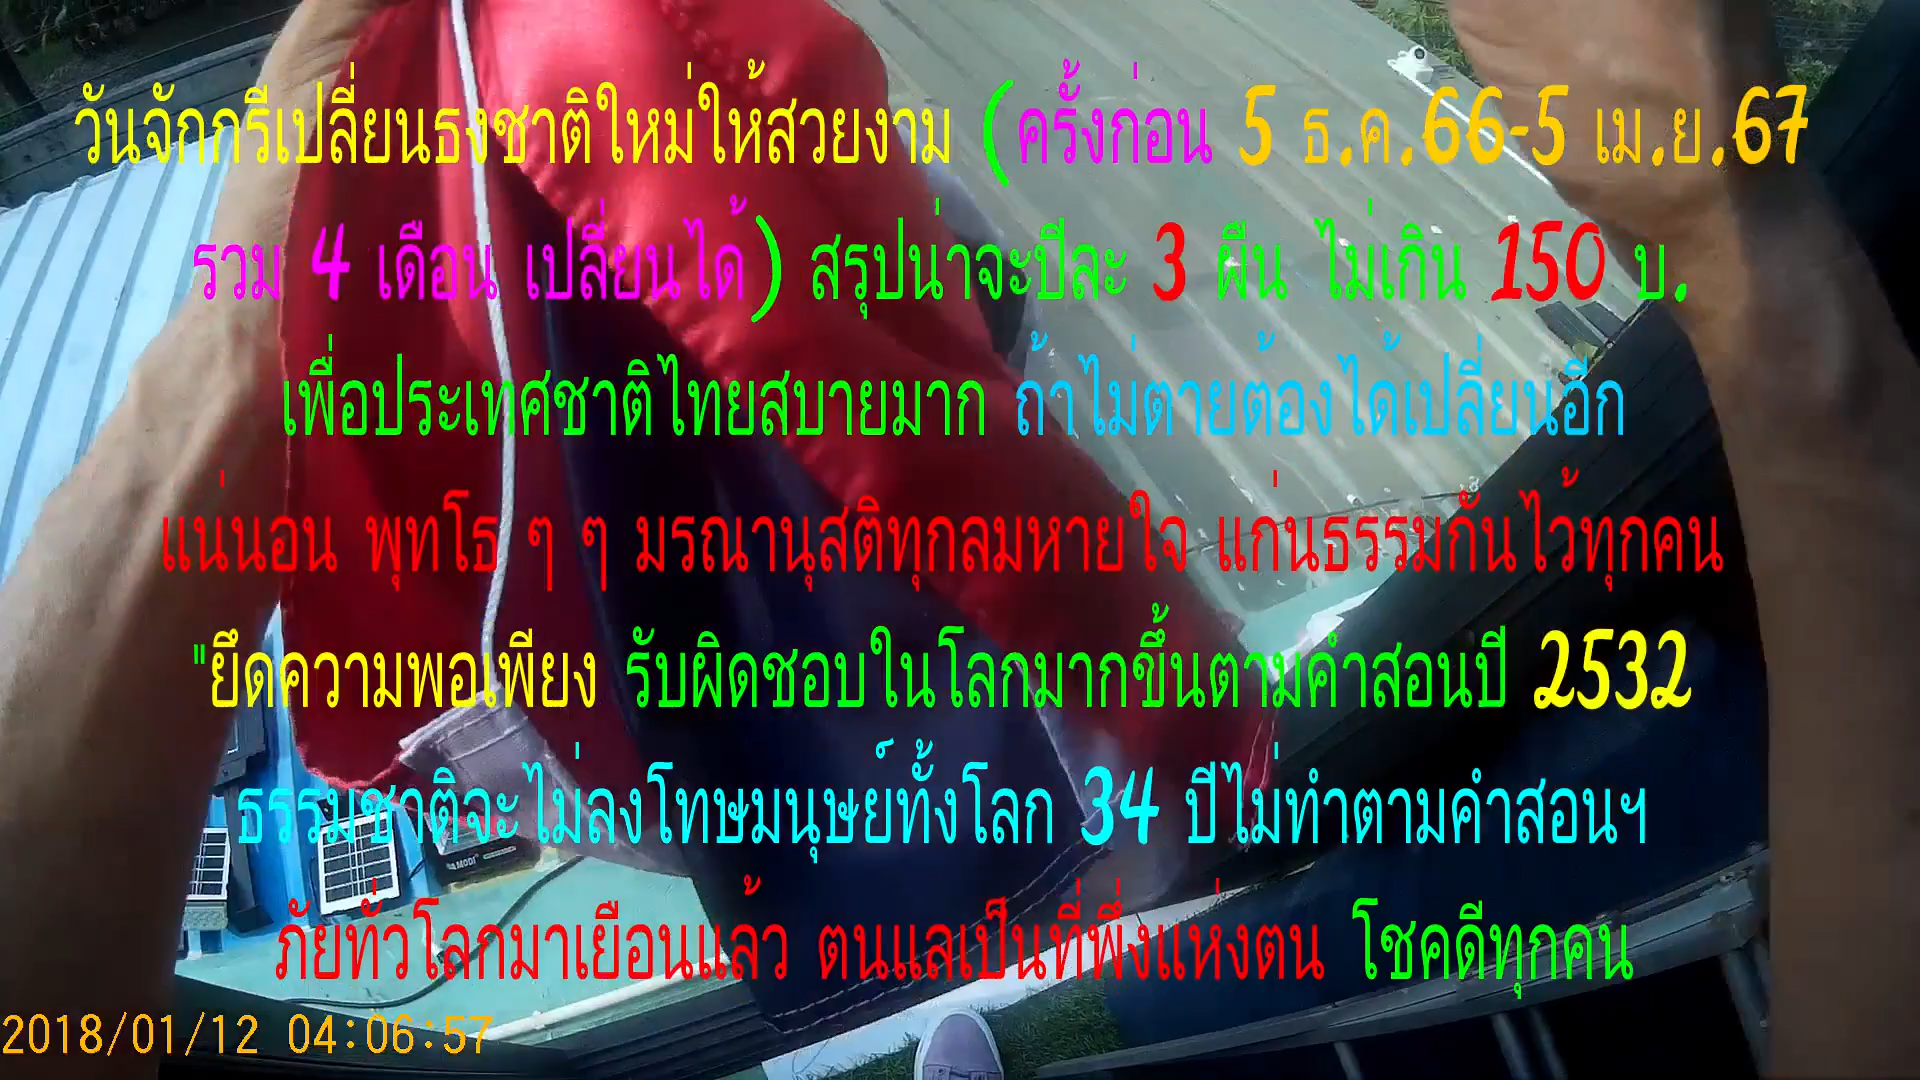 วันจักกรีเปลี่ยนธงชาติใหม่ให้สวยงาม (ครั้งก่อน 5 ธ.ค.66-5 เม.ย.67
รวม 4 เดือน เปลี่ยนได้) สรุปน่าจะปีละ 3 ผืน ไม่เกิน 150 บ.
เพื่อประเทศชาติไทยสบายมาก ถ้าไม่ตายต้องได้เปลี่ยนอีก
แน่นอน พุทโธ ๆ ๆ มรณานุสติทุกลมหายใจ แก่นธรรมกันไว้ทุกคน
"ยึดความพอเพียง รับผิดชอบในโลกมากขึ้นตามคำสอนปี 2532
ธรรมชาติจะไม่ลงโทษมนุษย์ทั้งโลก 34 ปีไม่ทำตามคำสอนฯ
ภัยทั่วโลกมาเยือนแล้ว ตนแลเป็นที่พึ่งแห่งตน โชคดีทุกคน
MODI
2018/01/12 04:06:57